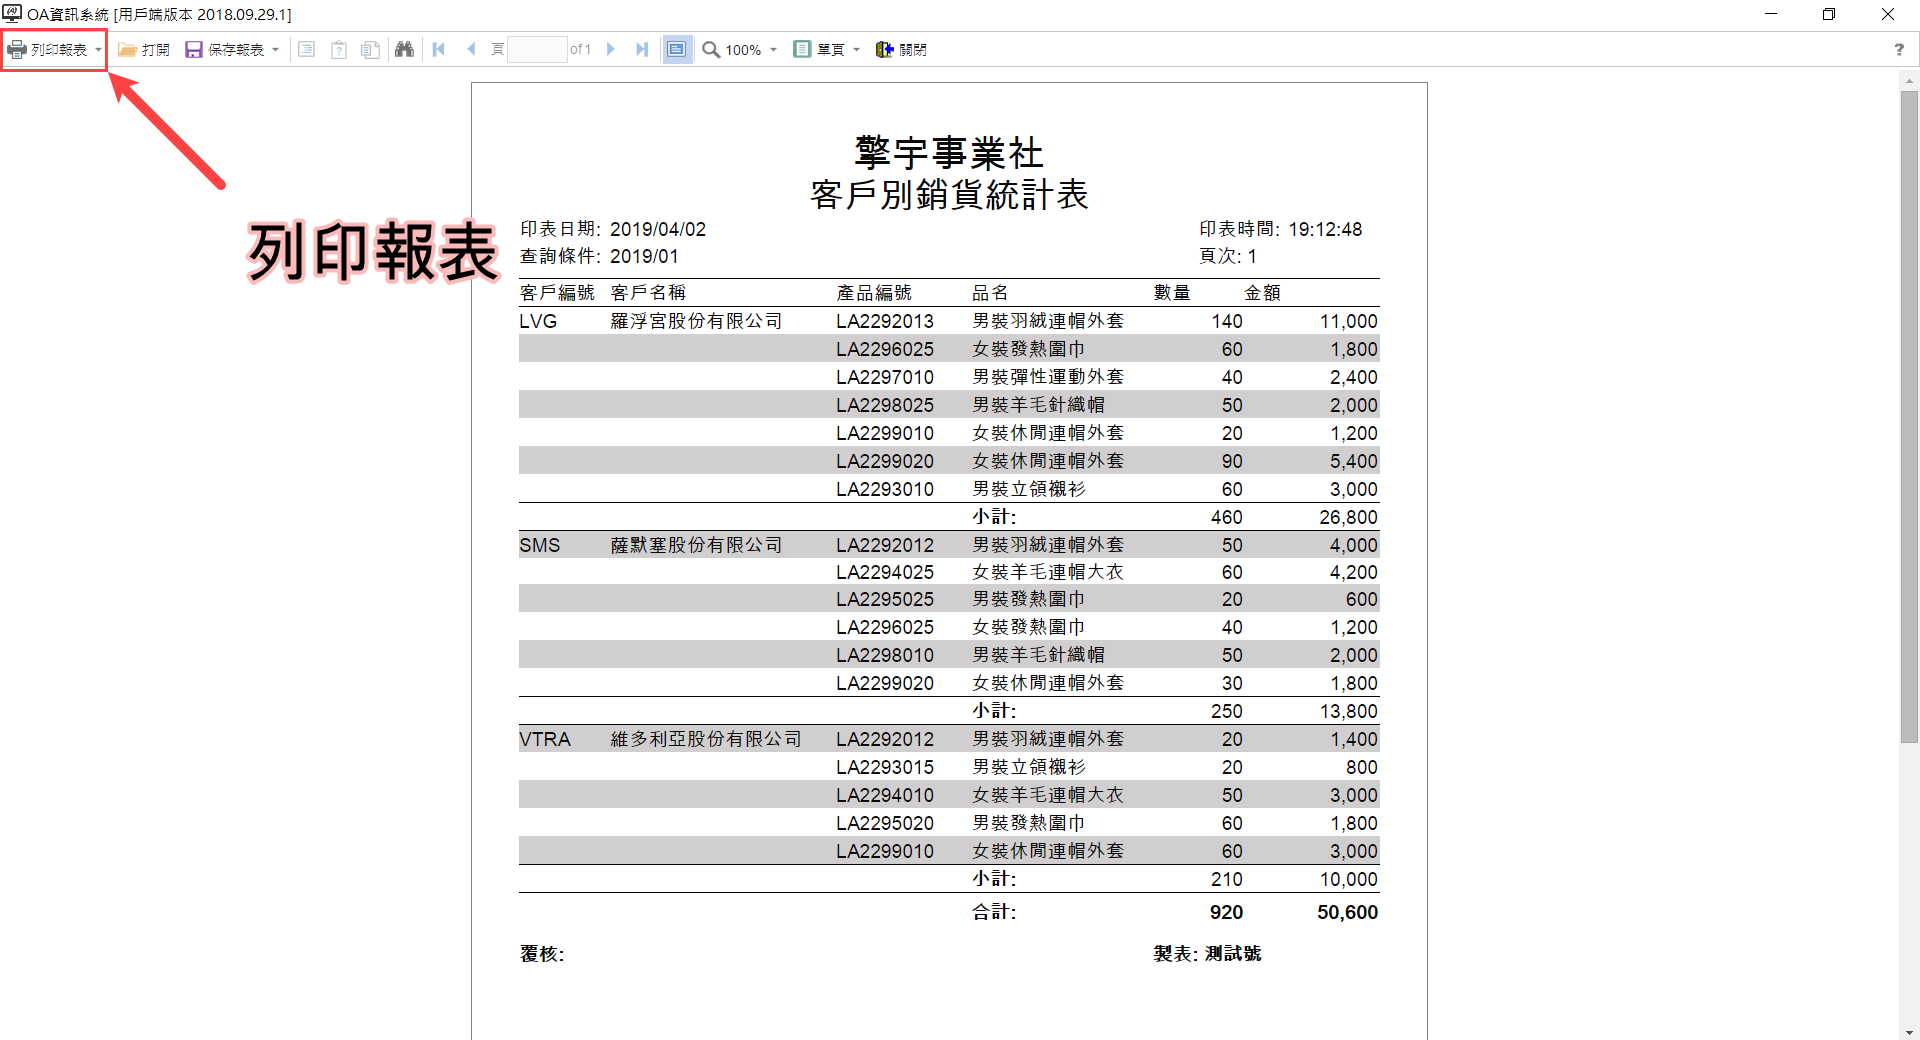 OA資訊系統 [用戶端版本 2018.09.29.1]
列印報表 打開 保存報表 頁 of 1 100% 單頁 關閉 ?
列印報表
擎宇事業社
客戶別銷貨統計表
印表日期: 2019/04/02 印表時間: 19:12:48
查詢條件: 2019/01 頁次: 1
客戶編號 客戶名稱 產品編號 品名 數量 金額
LVG 羅浮宮股份有限公司 LA2292013 男裝羽絨連帽外套 140 11,000
LA2296025 女裝發熱圍巾 60 1,800
LA2297010 男裝彈性運動外套 40 2,400
LA2298025 男裝羊毛針織帽 50 2,000
LA2299010 女裝休閒連帽外套 20 1,200
LA2299020 女裝休閒連帽外套 90 5,400
LA2293010 男裝立領襯衫 60 3,000
小計: 460 26,800
SMS 薩默塞股份有限公司 LA2292012 男裝羽絨連帽外套 50 4,000
LA2294025 女裝羊毛連帽大衣 60 4,200
LA2295025 男裝發熱圍巾 20 600
LA2296025 女裝發熱圍巾 40 1,200
LA2298010 男裝羊毛針織帽 50 2,000
LA2299020 女裝休閒連帽外套 30 1,800
小計: 250 13,800
VTRA 維多利亞股份有限公司 LA2292012 男裝羽絨連帽外套 20 1,400
LA2293015 男裝立領襯衫 20 800
LA2294010 女裝羊毛連帽大衣 50 3,000
LA2295020 男裝發熱圍巾 60 1,800
LA2299010 女裝休閒連帽外套 60 3,000
小計: 210 10,000
合計: 920 50,600
覆核: 製表: 測試號